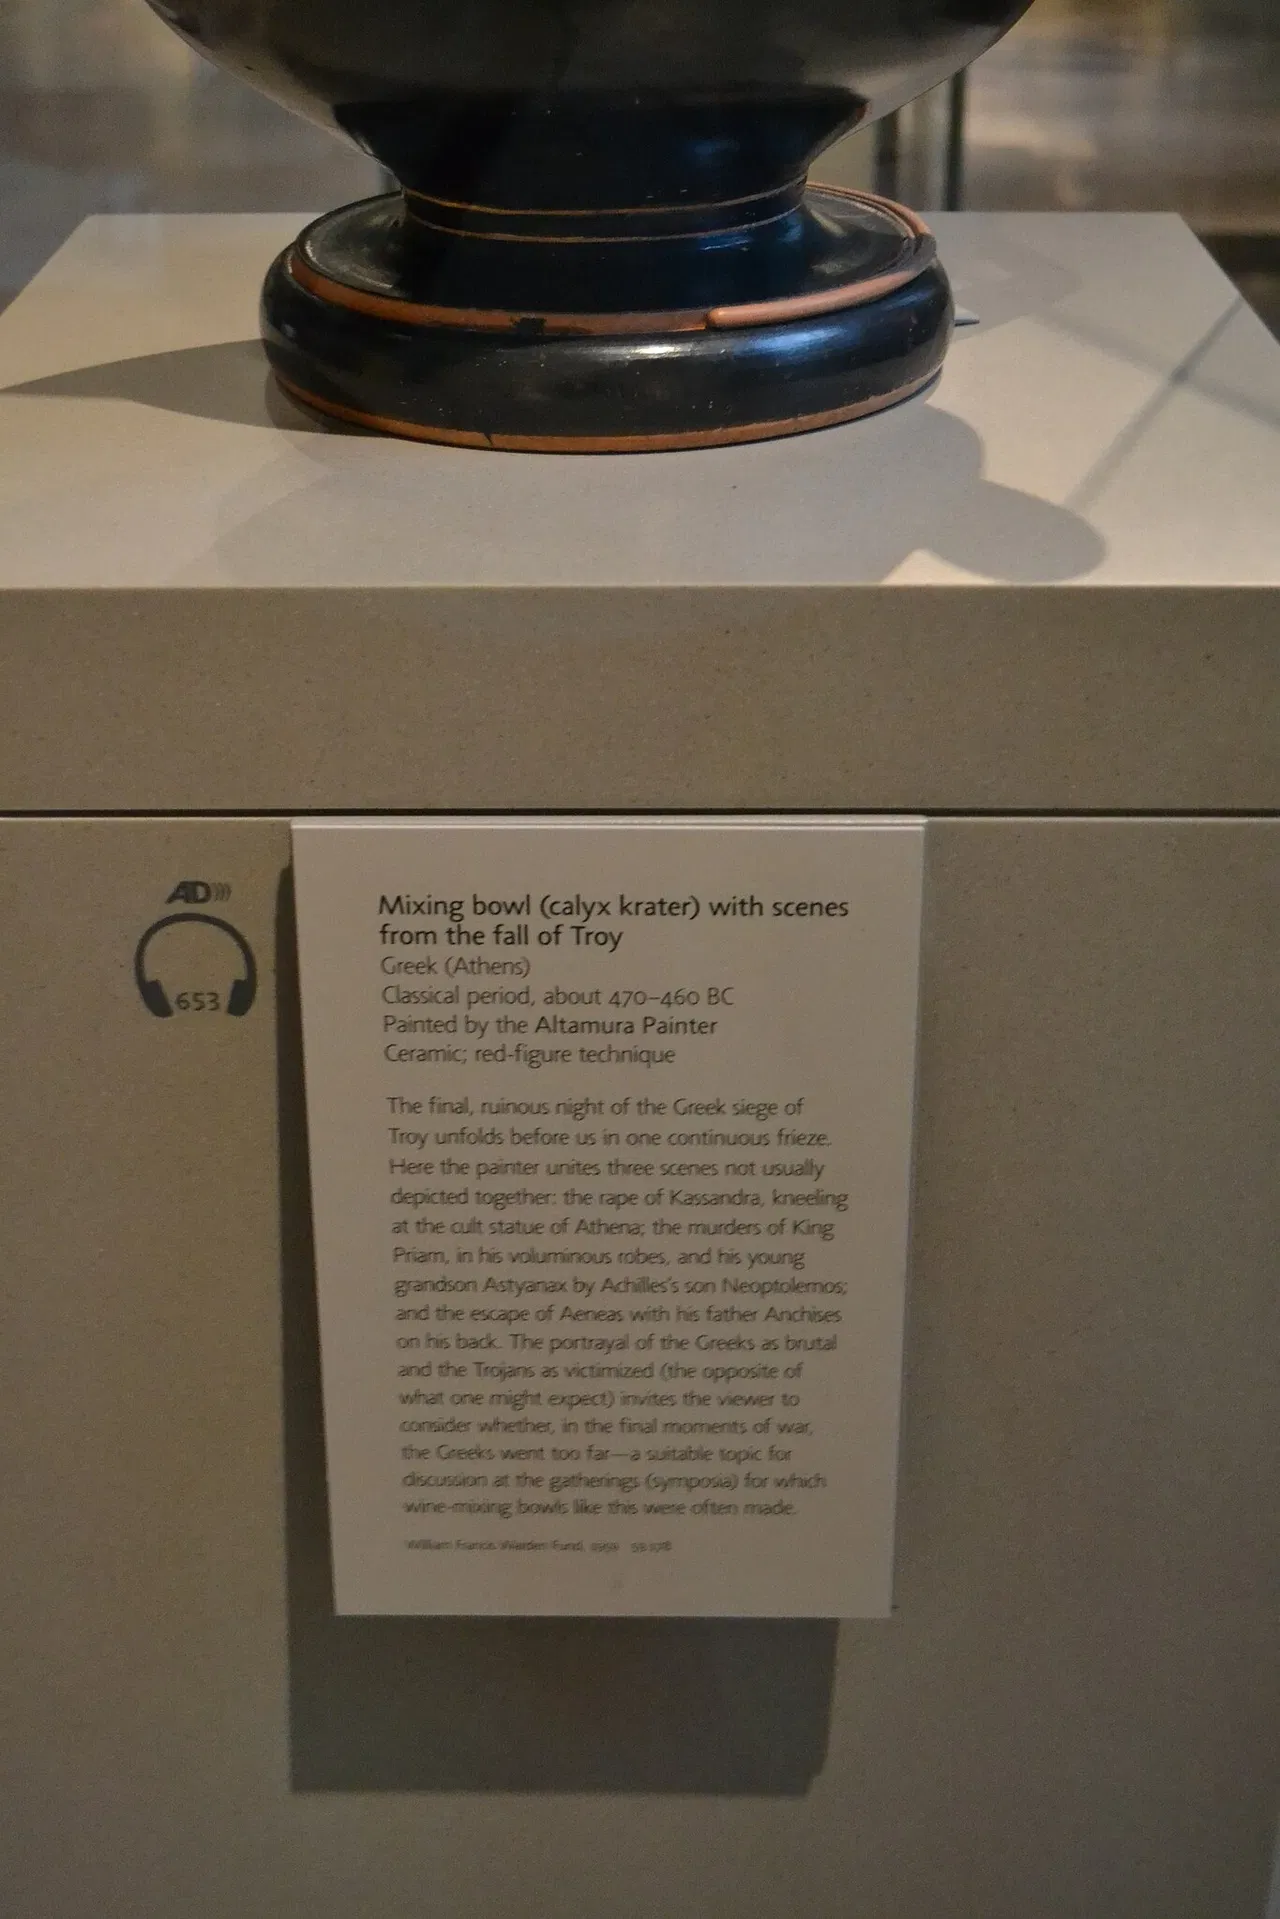 AD)))
653
Mixing bowl (calyx krater) with scenes
from the fall of Troy
Greek (Athens)
Classical period, about 470–460 BC
Painted by the Altamura Painter
Ceramic; red-figure technique
The final, ruinous night of the Greek siege of
Troy unfolds before us in one continuous frieze.
Here the painter unites three scenes not usually
depicted together: the rape of Kassandra, kneeling
at the cult statue of Athena; the murders of King
Priam, in his voluminous robes, and his young
grandson Astyanax by Achilles's son Neoptolemos;
and the escape of Aeneas with his father Anchises
on his back. The portrayal of the Greeks as brutal
and the Trojans as victimized (the opposite of
what one might expect) invites the viewer to
consider whether, in the final moments of war,
the Greeks went too far—a suitable topic for
discussion at the gatherings (symposia) for which
wine-mixing bowls like this were often made.
William Francis Warden Fund, 1959